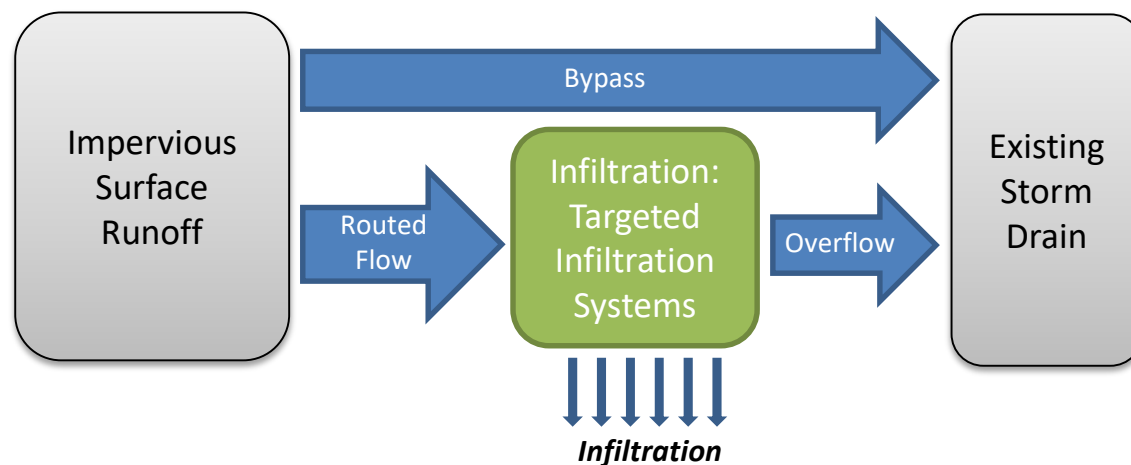 Impervious
Surface
Runoff
Bypass
Routed
Flow
Infiltration:
Targeted
Infiltration
Systems
Overflow
Existing
Storm
Drain
Infiltration